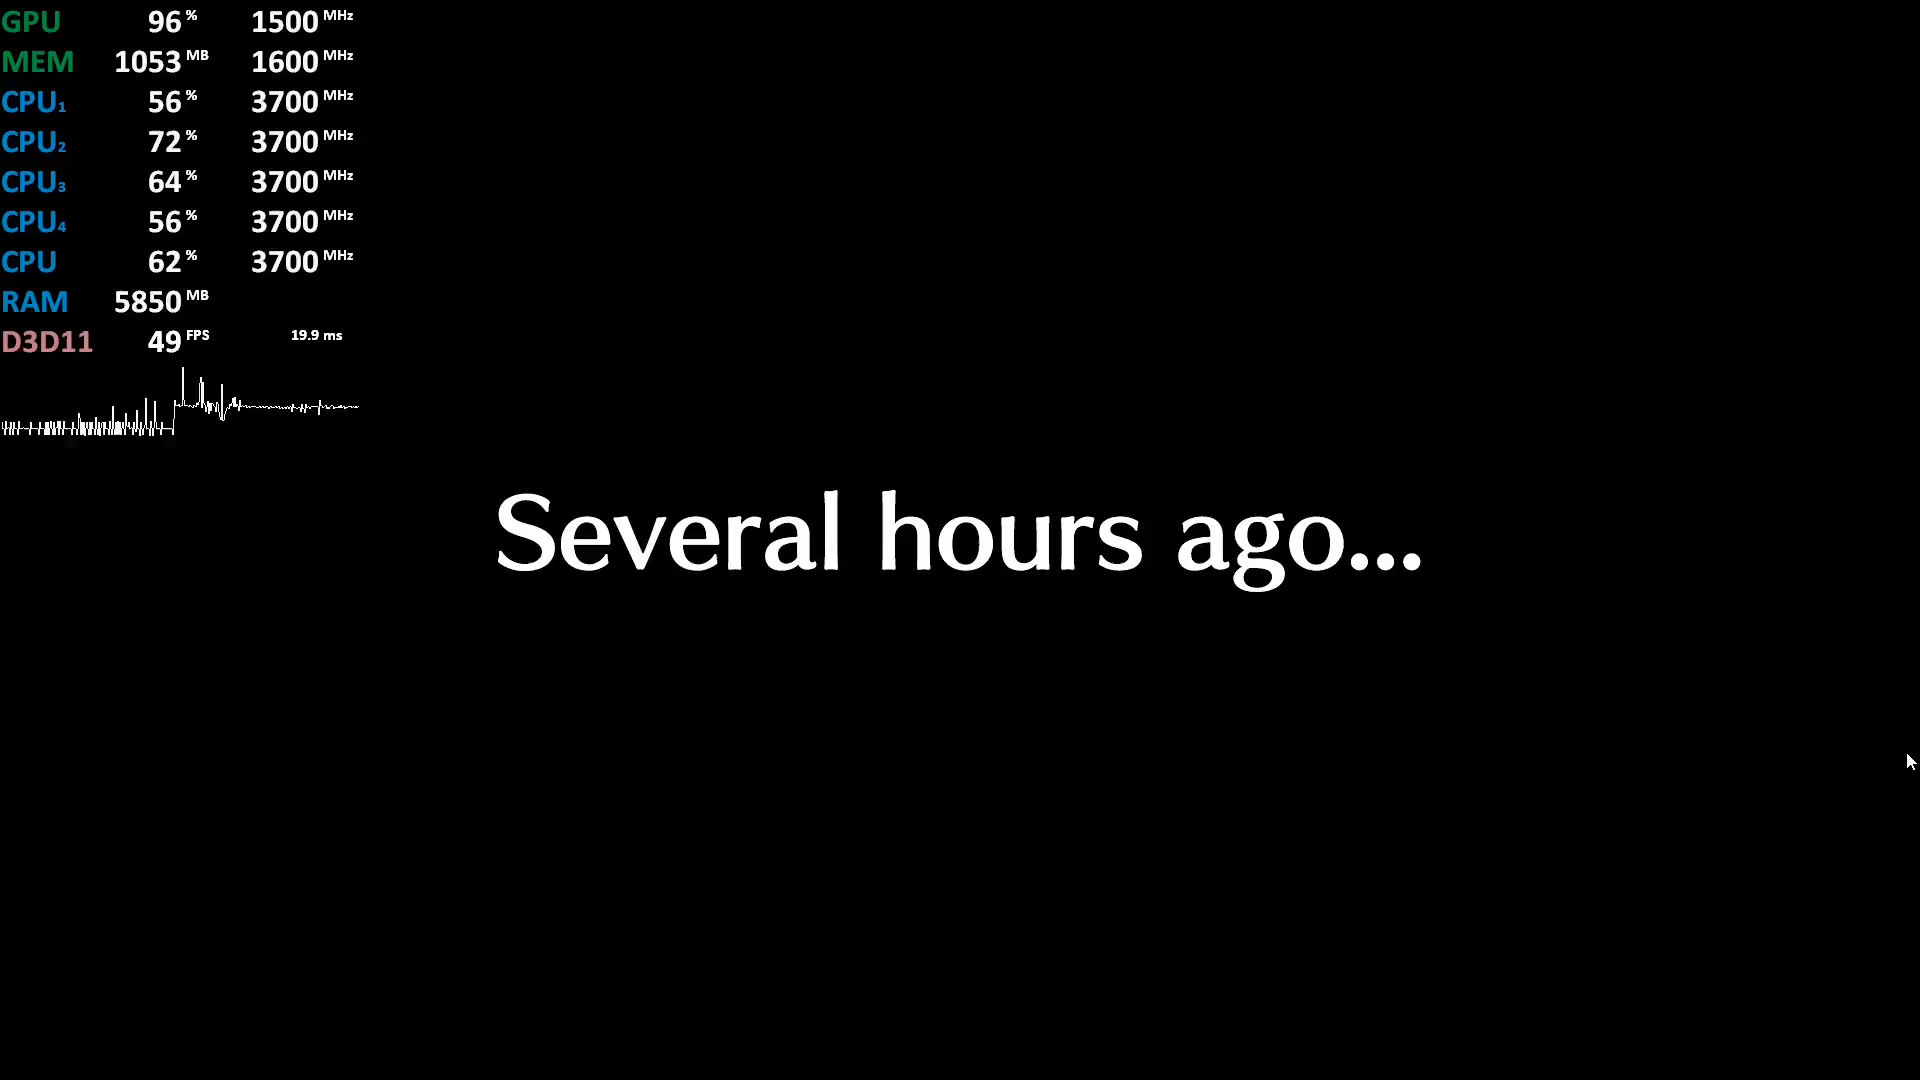 GPU 96 % 1500 MHz
MEM 1053 MB 1600 MHz
CPU1 56 % 3700 MHz
CPU2 72 % 3700 MHz
CPU3 64 % 3700 MHz
CPU4 56 % 3700 MHz
CPU 62 % 3700 MHz
RAM 5850 MB
D3D11 49 FPS 19.9 ms
Several hours ago...